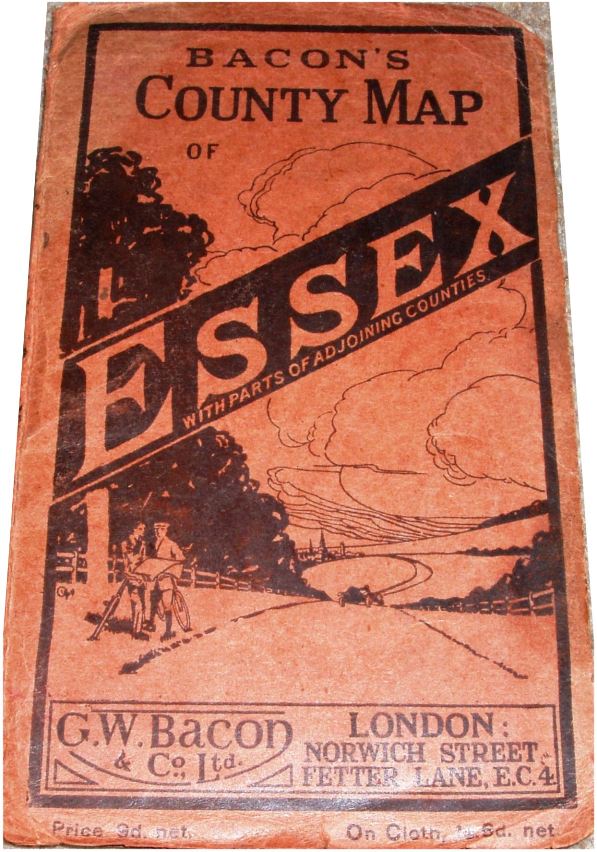 BACON'S
COUNTY MAP
OF
ESSEX
WITH PARTS OF ADJOINING COUNTIES.
G.W. Bacon
& Co., Ltd.
LONDON:
NORWICH STREET,
FETTER LANE, E.C.4.
Price 9d. net. On Cloth, net.